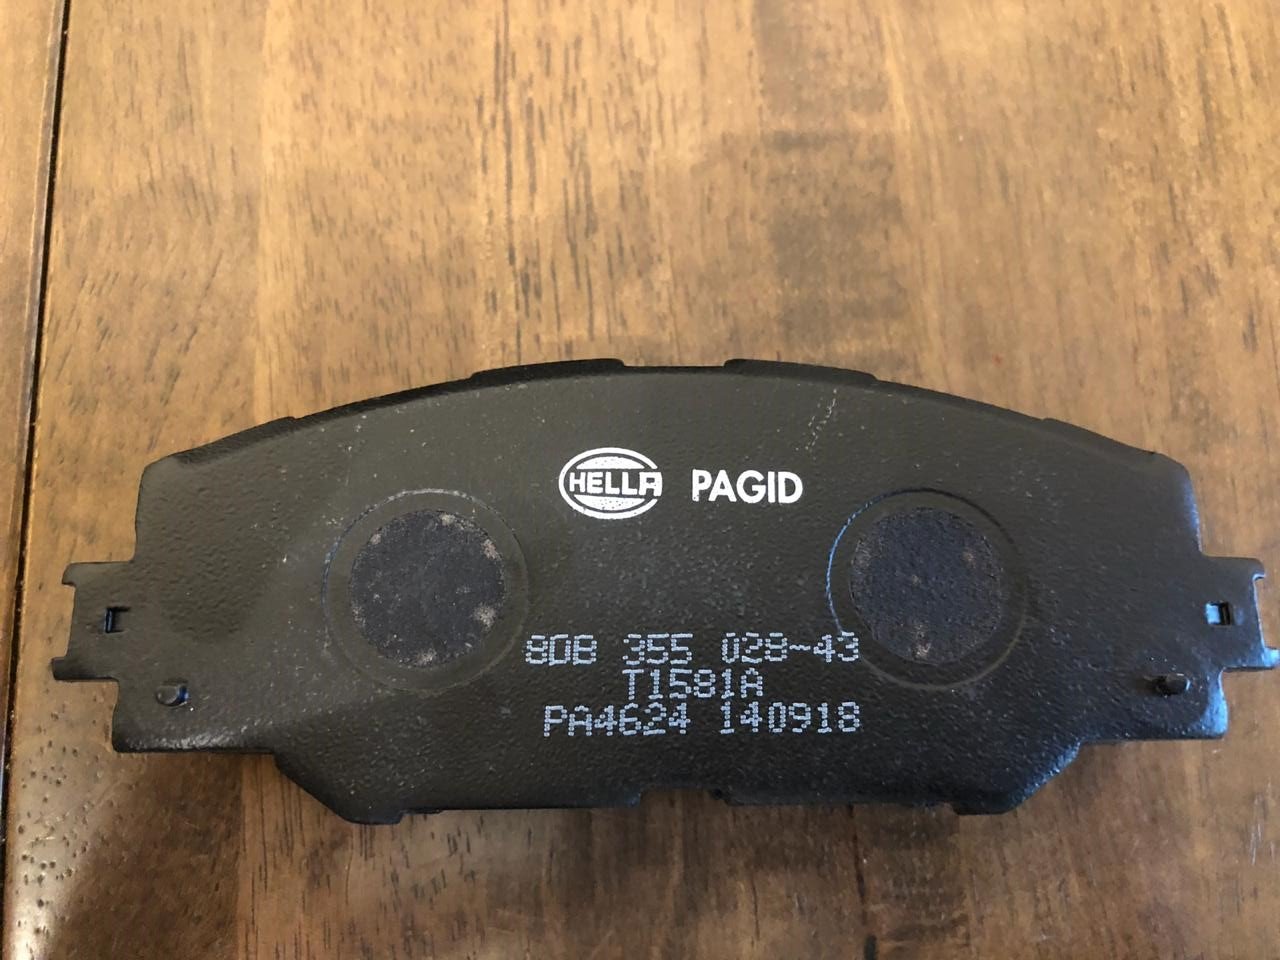 HELLA PAGID
8DB 355 028-43
T1581A
PA4624 140918